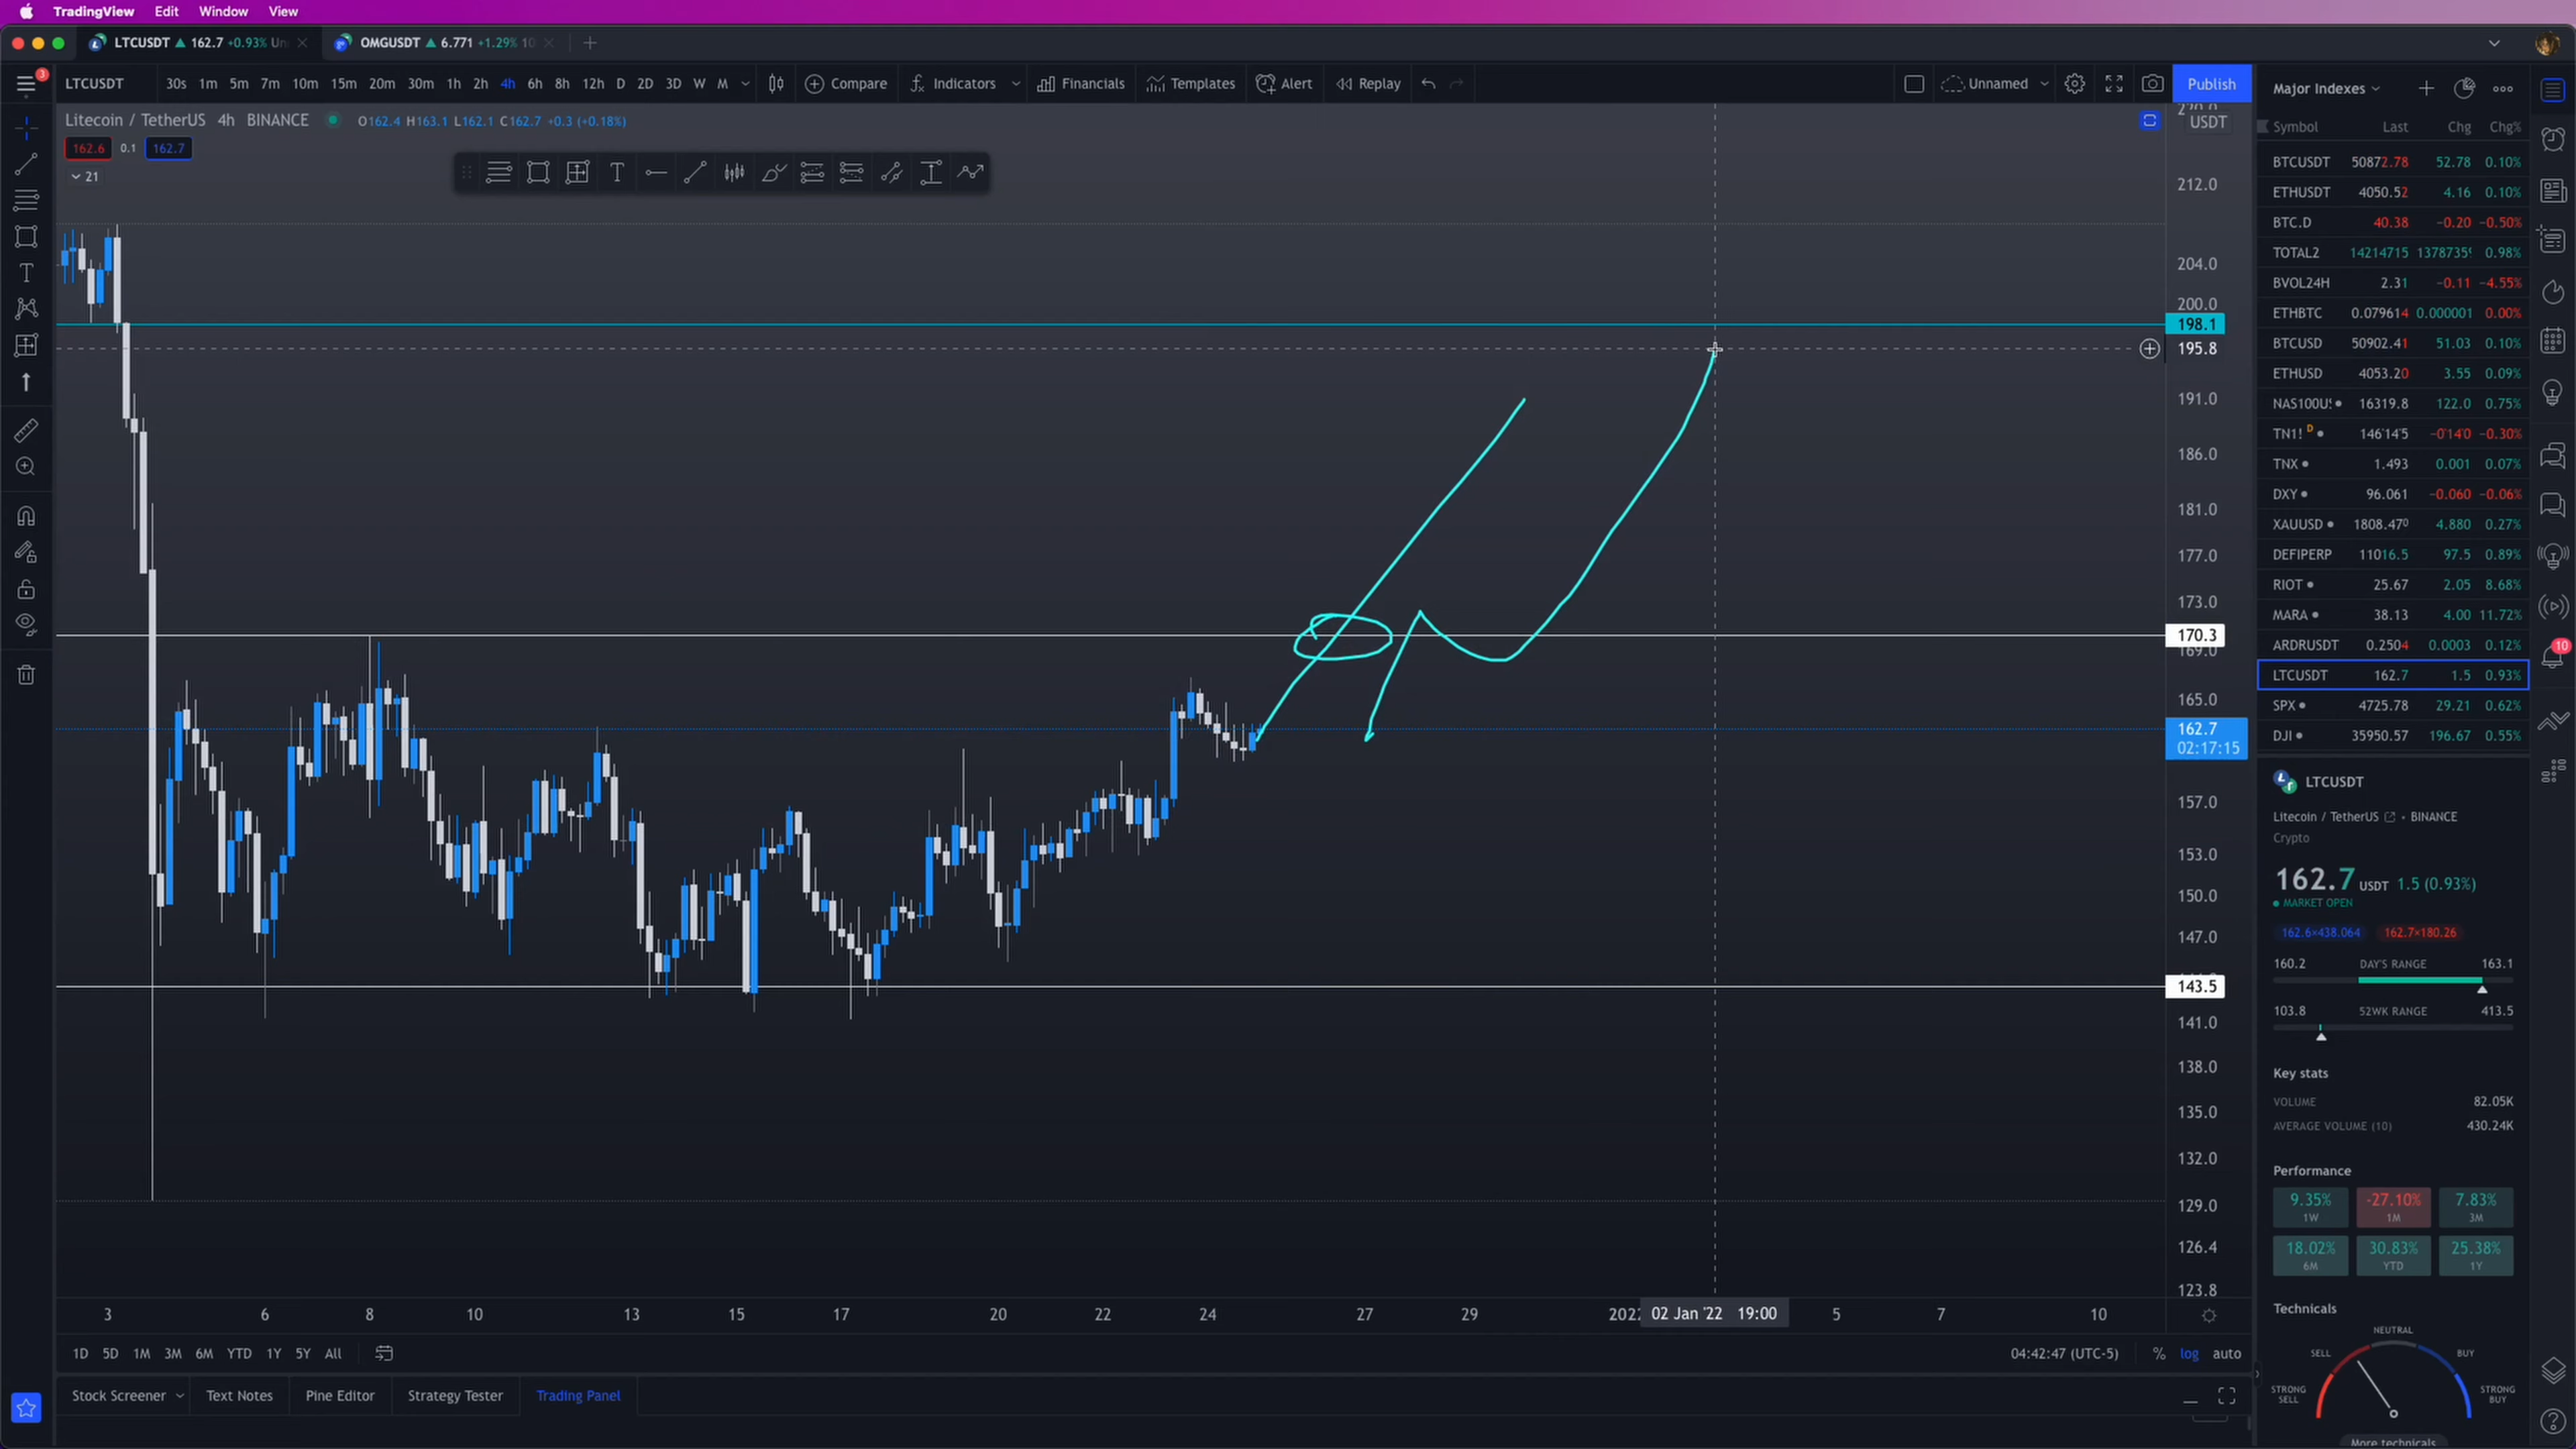 TradingView Edit Window View
LTCUSDT 162.7 +0.93% Un
OMGUSDT 6.771 +1.29% 10
3
LTCUSDT 30s 1m 5m 7m 10m 15m 20m 30m 1h 2h 4h 6h 8h 12h D 2D 3D W M Compare Indicators Financials Templates Alert Replay Unnamed Publish
Litecoin / TetherUS 4h BINANCE O162.4 H163.1 L162.1 C162.7 +0.3 (+0.18%)
162.6 0.1 162.7
21
USDT
212.0
204.0
200.0
198.1
195.8
191.0
186.0
181.0
177.0
173.0
170.3
169.0
165.0
162.7
02:17:15
157.0
153.0
150.0
147.0
143.5
141.0
138.0
135.0
132.0
129.0
126.4
123.8
3 6 8 10 13 15 17 20 22 24 27 29 2022 02 Jan '22 19:00 5 7 10
1D 5D 1M 3M 6M YTD 1Y 5Y All 04:42:47 (UTC-5) % log auto
Stock Screener Text Notes Pine Editor Strategy Tester Trading Panel
Major Indexes
Symbol Last Chg Chg%
BTCUSDT 50872.78 52.78 0.10%
ETHUSDT 4050.52 4.16 0.10%
BTC.D 40.38 -0.20 -0.50%
TOTAL2 14214715 1378735 0.98%
BVOL24H 2.31 -0.11 -4.55%
ETHBTC 0.079614 0.000001 0.00%
BTCUSD 50902.41 51.03 0.10%
ETHUSD 4053.20 3.55 0.09%
NAS100U 16319.8 122.0 0.75%
TN1! D 146'14'5 -0'14'0 -0.30%
TNX 1.493 0.001 0.07%
DXY 96.061 -0.060 -0.06%
XAUUSD 1808.470 4.880 0.27%
DEFIPERP 11016.5 97.5 0.89%
RIOT 25.67 2.05 8.68%
MARA 38.13 4.00 11.72%
ARDRUSDT 0.2504 0.0003 0.12%
LTCUSDT 162.7 1.5 0.93%
SPX 4725.78 29.21 0.62%
DJI 35950.57 196.67 0.55%
LTCUSDT
Litecoin / TetherUS • BINANCE
Crypto
162.7 USDT 1.5 (0.93%)
MARKET OPEN
162.6×438.064 162.7×180.26
160.2 DAY'S RANGE 163.1
103.8 52WK RANGE 413.5
Key stats
VOLUME 82.05K
AVERAGE VOLUME (10) 430.24K
Performance
9.35% -27.10% 7.83%
1W 1M 3M
18.02% 30.83% 25.38%
6M YTD 1Y
Technicals
NEUTRAL
SELL BUY
STRONG SELL STRONG BUY
More technicals
10